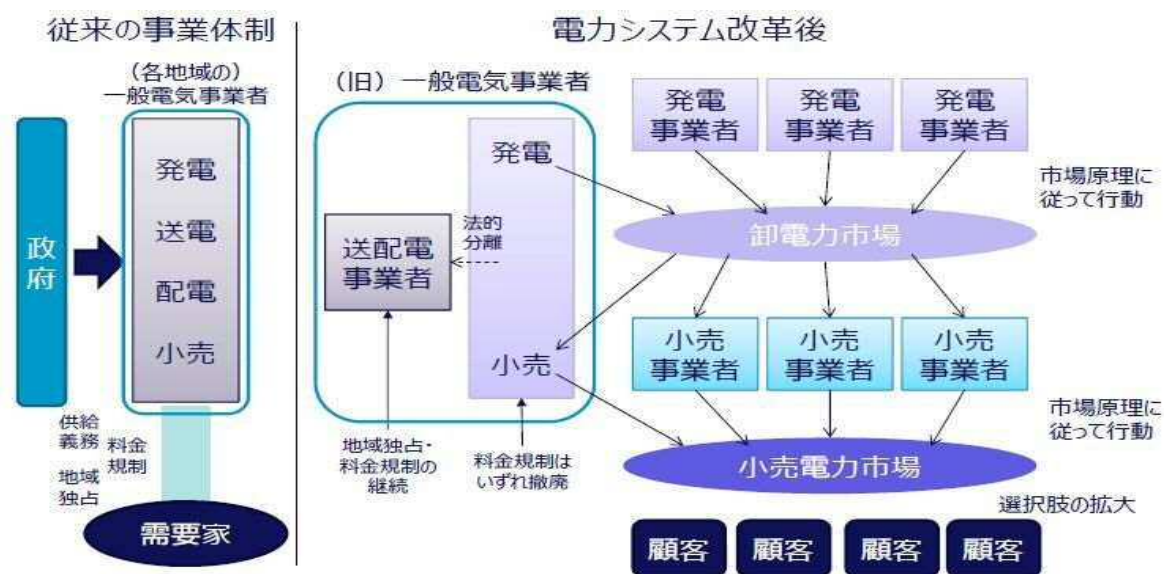 従来の事業体制
(各地域の)
一般電気事業者
政府
発電
送電
配電
小売
供給
義務
料金
規制
地域
独占
需要家
電力システム改革後
(旧)一般電気事業者
発電
法的
分離
送配電
事業者
小売
地域独占・
料金規制の
継続
料金規制は
いずれ撤廃
発電
事業者
発電
事業者
発電
事業者
市場原理に
従って行動
卸電力市場
小売
事業者
小売
事業者
小売
事業者
市場原理に
従って行動
小売電力市場
選択肢の拡大
顧客
顧客
顧客
顧客